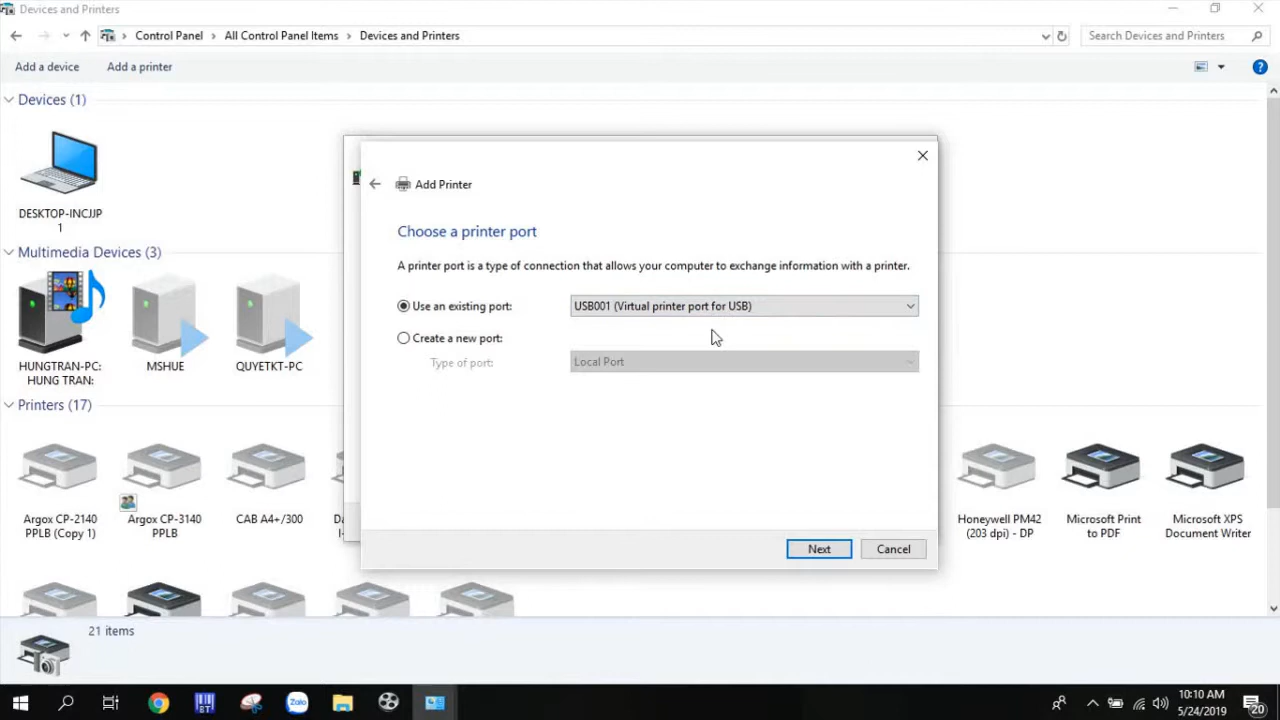 Devices and Printers
Control Panel > All Control Panel Items > Devices and Printers
Search Devices and Printers
Add a device
Add a printer
Devices (1)
DESKTOP-INCJJP
1
Multimedia Devices (3)
HUNGTRAN-PC:
HUNG TRAN:
MSHUE
QUYETKT-PC
Printers (17)
Argox CP-2140
PPLB (Copy 1)
Argox CP-3140
PPLB
CAB A4+/300
Honeywell PM42
(203 dpi) - DP
Microsoft Print
to PDF
Microsoft XPS
Document Writer
Add Printer
Choose a printer port
A printer port is a type of connection that allows your computer to exchange information with a printer.
Use an existing port:
USB001 (Virtual printer port for USB)
Create a new port:
Type of port:
Local Port
Next
Cancel
21 items
Zalo
10:10 AM
5/24/2019
20